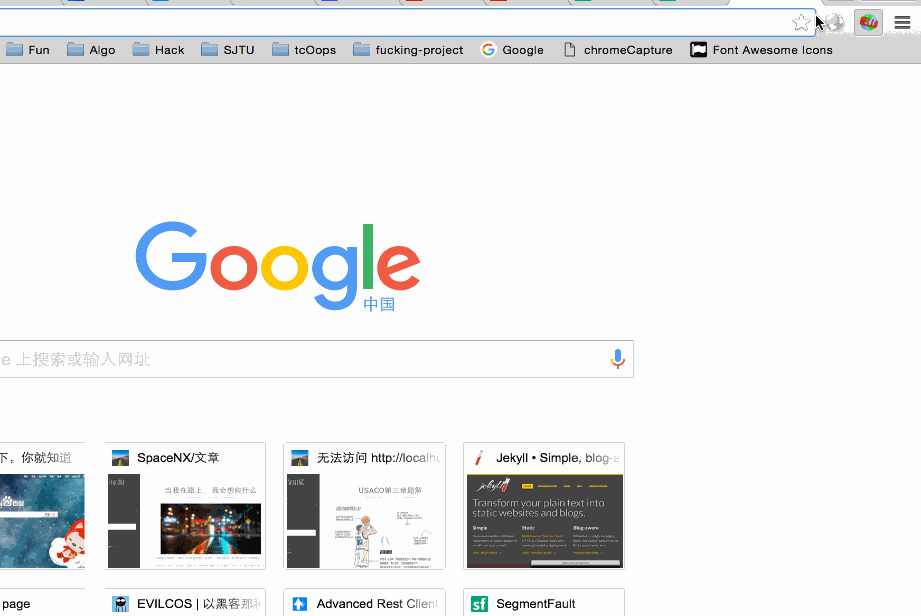 Fun Algo Hack SJTU tcOops fucking-project Google chromeCapture Font Awesome Icons
Google
中国
e 上搜索或输入网址
下，你就知道 SpaceNX/文章 无法访问 http://localh Jekyll • Simple, blog-a
当我在路上，我会想些什么
USACO第三章题解
jekyll
Transform your plain text into
static websites and blogs.
Simple Static Blog-aware
page EVILCOS | 以黑客那种 Advanced Rest Client SegmentFault
sf